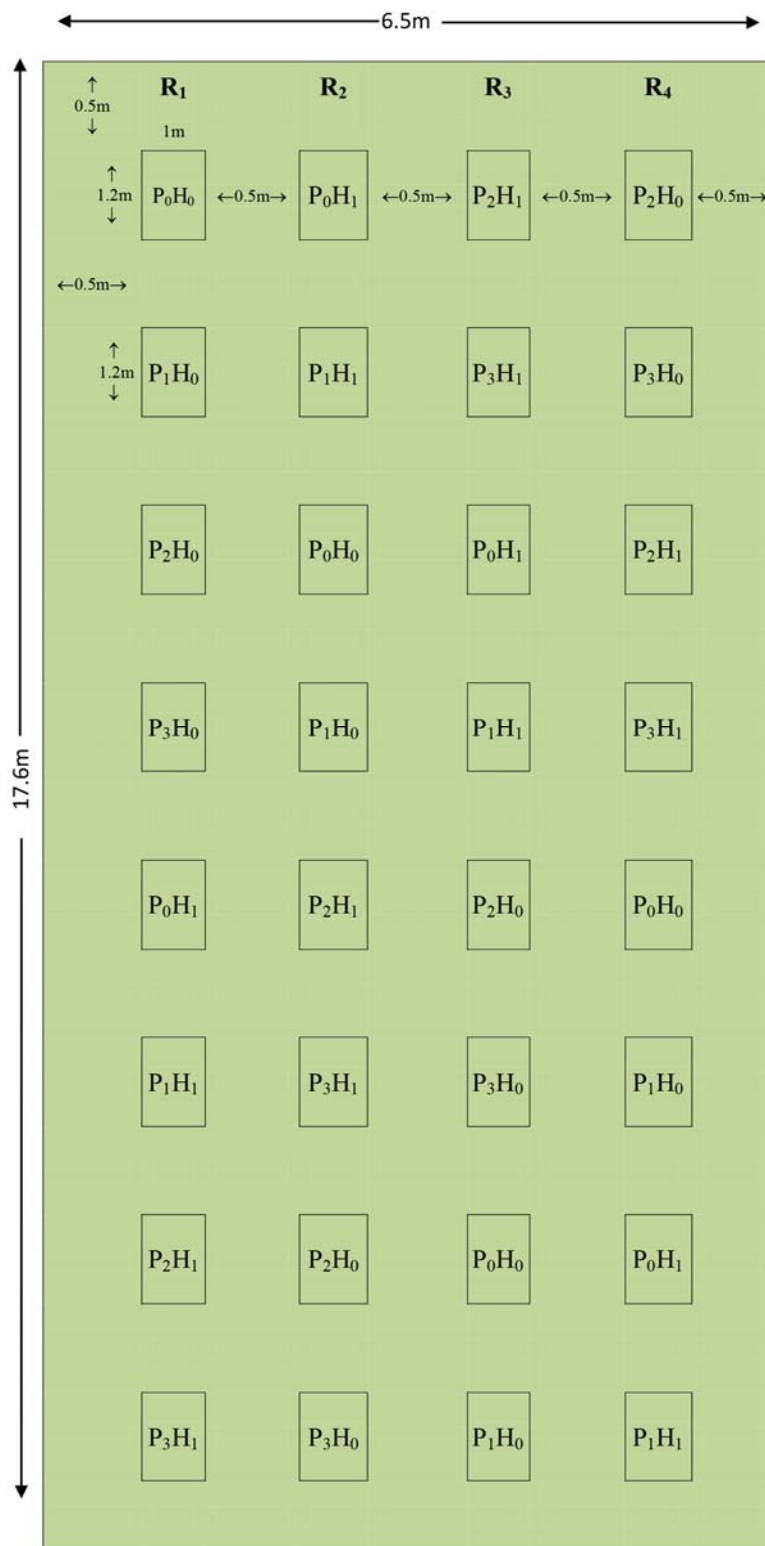 6.5m
R₁ R₂ R₃ R₄
↑
0.5m
↓
1m
↑
1.2m
↓
P₀H₀ ←0.5m→ P₀H₁ ←0.5m→ P₂H₁ ←0.5m→ P₂H₀ ←0.5m→
←0.5m→
↑
1.2m
↓
P₁H₀ P₁H₁ P₃H₁ P₃H₀
P₂H₀ P₀H₀ P₀H₁ P₂H₁
P₃H₀ P₁H₀ P₁H₁ P₃H₁
17.6m
P₀H₁ P₂H₁ P₂H₀ P₀H₀
P₁H₁ P₃H₁ P₃H₀ P₁H₀
P₂H₁ P₂H₀ P₀H₀ P₀H₁
P₃H₁ P₃H₀ P₁H₀ P₁H₁